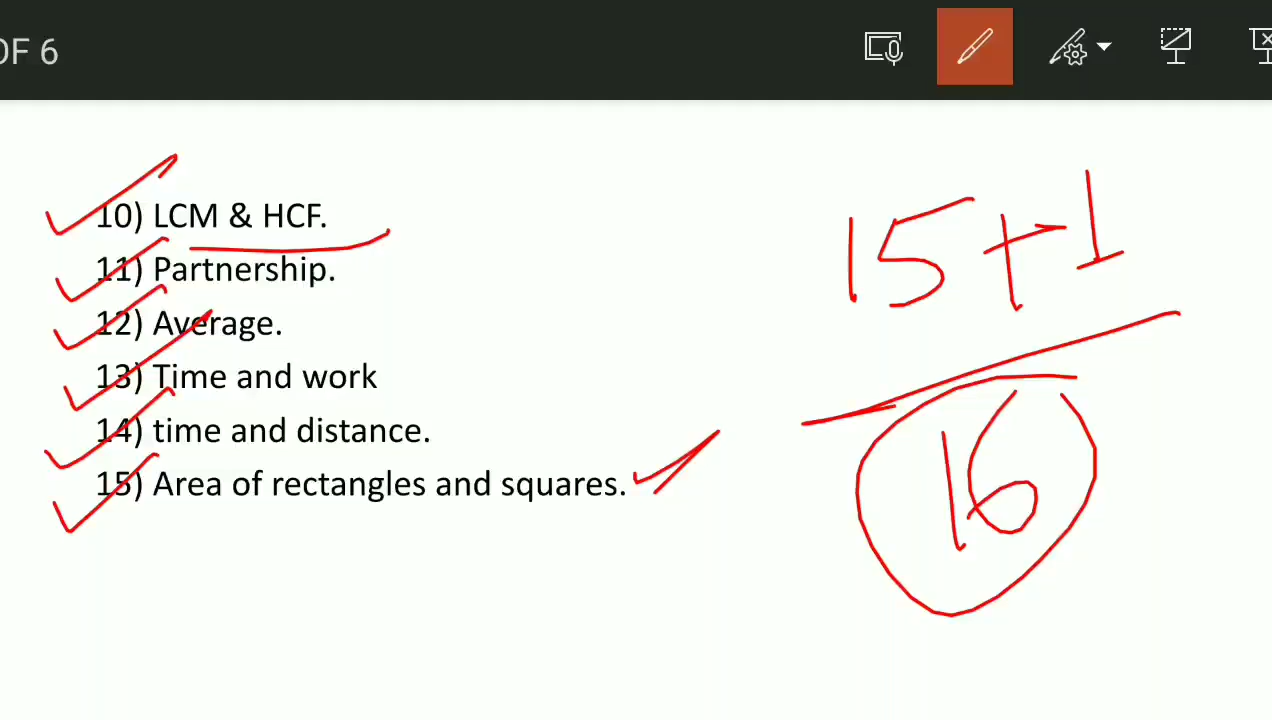 OF 6
10) LCM & HCF.
11) Partnership.
12) Average.
13) Time and work
14) time and distance.
15) Area of rectangles and squares.
15+1
16